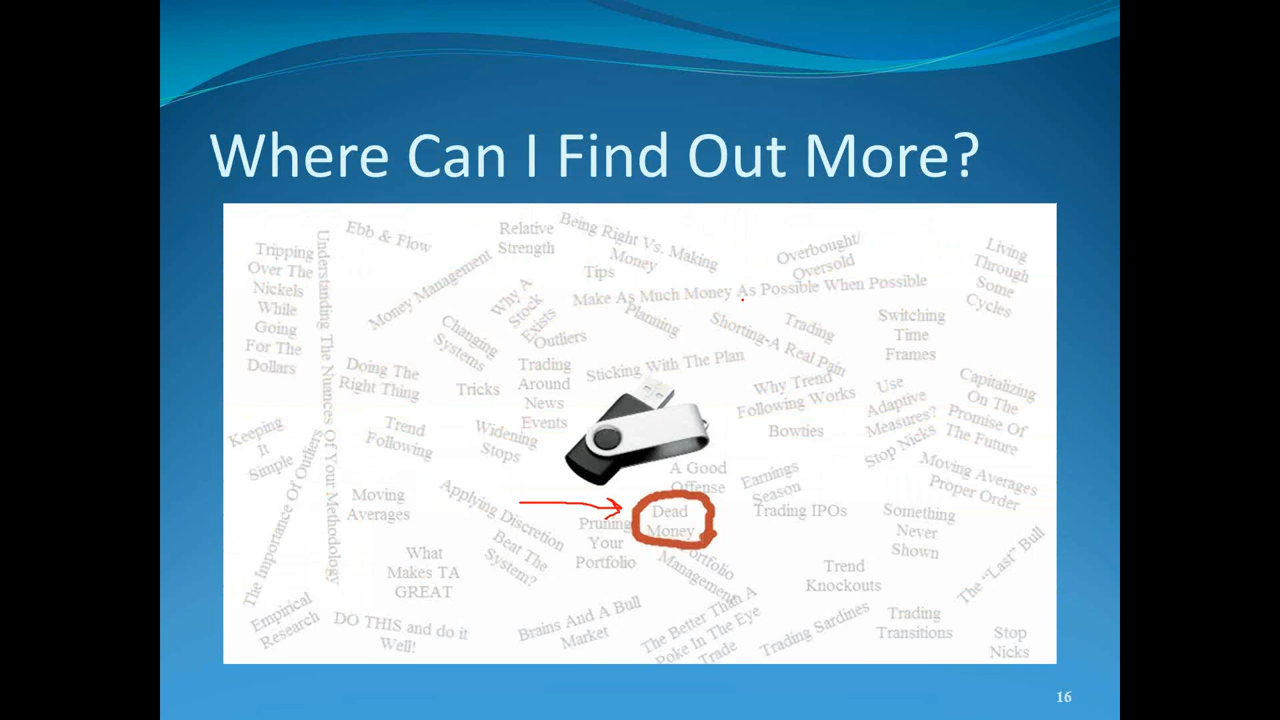 Where Can I Find Out More?
Tripping
Over The
Nickels
While
Going
For The
Dollars
Understanding The Nuances Of Your Methodology
Ebb & Flow
Money Management
Relative
Strength
Being Right Vs. Making
Money
Tips
Overbought/
Oversold
Living
Through
Some
Cycles
Make As Much Money As Possible When Possible
Why A
Stock
Exists
Planning
Changing
Systems
Outliers
Shorting-A Real Pain
Trading
Switching
Time
Frames
Doing The
Right Thing
Tricks
Trading
Around
News
Events
Sticking With The Plan
Why Trend
Following Works
Use
Adaptive
Measures?
Capitalizing
On The
Promise Of
The Future
Keeping
It
Simple
The Importance Of Outliers
Trend
Following
Widening
Stops
Bowties
Stop Nicks
A Good
Offense
Earnings
Season
Moving Averages
Proper Order
Moving
Averages
Applying Discretion
Beat The
System?
Pruning
Your
Portfolio
Dead
Money
Trading IPOs
Something
Never
Shown
What
Makes TA
GREAT
Portfolio
Management
Trend
Knockouts
The "Last" Bull
Empirical
Research
DO THIS and do it
Well!
Brains And A Bull
Market
The Better Than A
Poke In The Eye
Trade
Trading Sardines
Trading
Transitions
Stop
Nicks
16